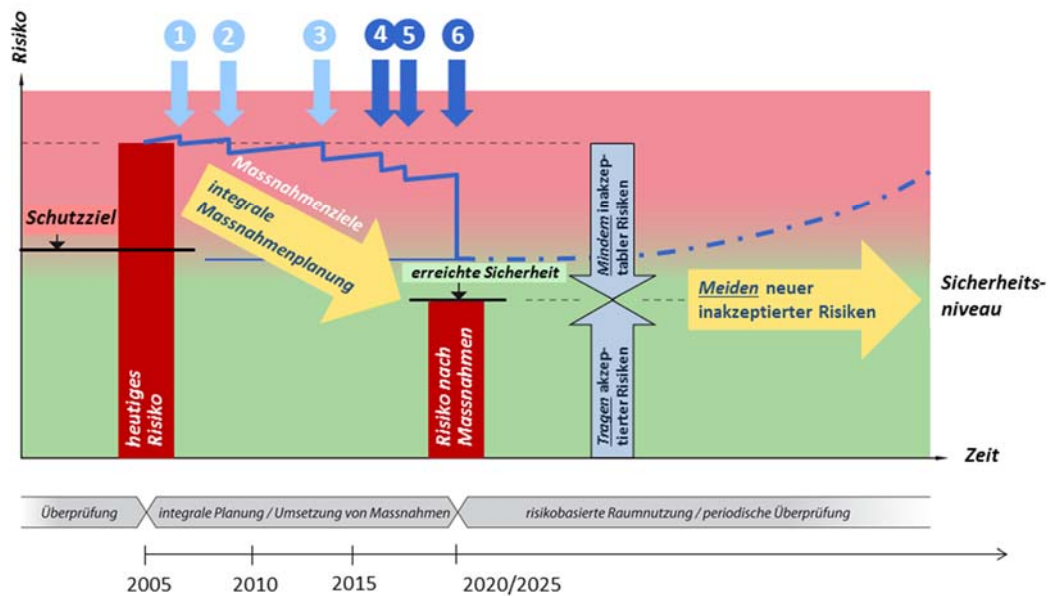 Risiko
1
2
3
4
5
6
Schutzziel
Massnahmenziele
integrale
Massnahmenplanung
erreichte Sicherheit
Mindern inakzep-
tabler Risiken
Tragen akzep-
tierter Risiken
Meiden neuer
inakzeptierter Risiken
Sicherheits-
niveau
heutiges
Risiko
Risiko nach
Massnahmen
Zeit
Überprüfung
integrale Planung / Umsetzung von Massnahmen
risikobasierte Raumnutzung / periodische Überprüfung
2005
2010
2015
2020/2025